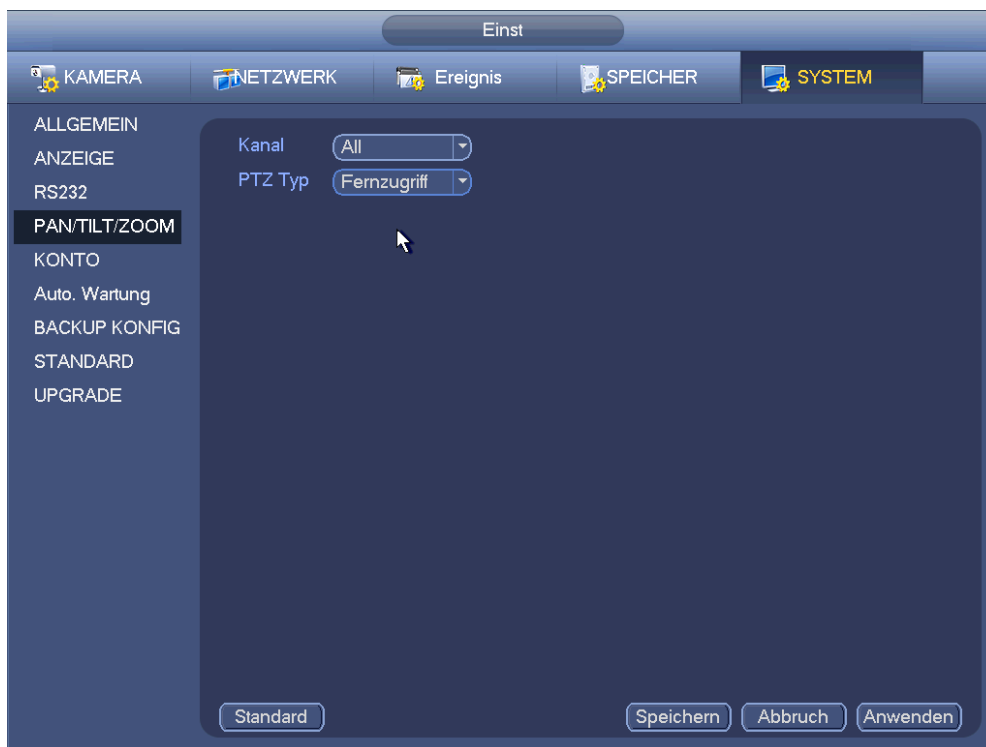 Einst
KAMERA NETZWERK Ereignis SPEICHER SYSTEM
ALLGEMEIN
ANZEIGE
RS232
PAN/TILT/ZOOM
KONTO
Auto. Wartung
BACKUP KONFIG
STANDARD
UPGRADE
Kanal All
PTZ Typ Fernzugriff
Standard Speichern Abbruch Anwenden